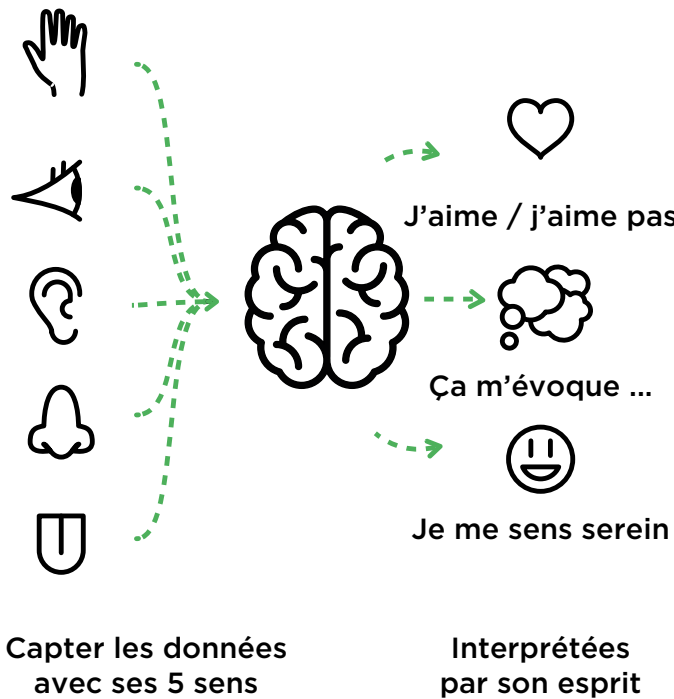 J'aime / j'aime pas
Ça m'évoque ...
Je me sens serein
Capter les données
avec ses 5 sens
Interprétées
par son esprit